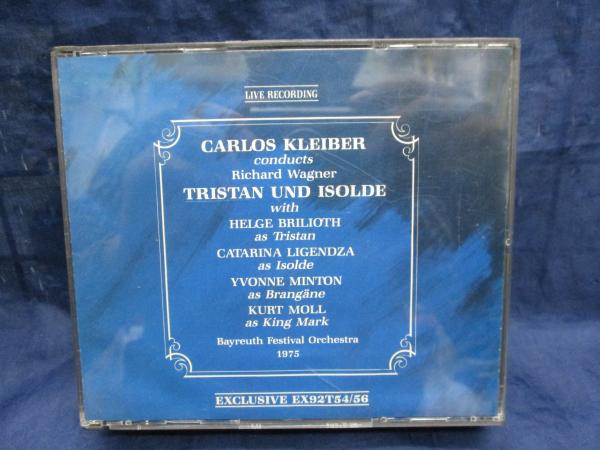 LIVE RECORDING
CARLOS KLEIBER
conducts
Richard Wagner
TRISTAN UND ISOLDE
with
HELGE BRILIOTH
as Tristan
CATARINA LIGENDZA
as Isolde
YVONNE MINTON
as Brangäne
KURT MOLL
as King Mark
Bayreuth Festival Orchestra
1975
EXCLUSIVE EX92T54/56